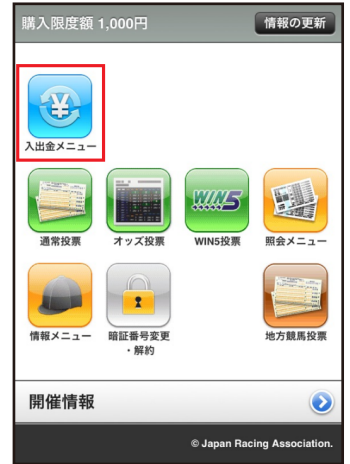 購入限度額 1,000円
情報の更新
入出金メニュー
通常投票
オッズ投票
WIN5
WIN5投票
照会メニュー
情報メニュー
暗証番号変更
・解約
地方競馬投票
開催情報
© Japan Racing Association.